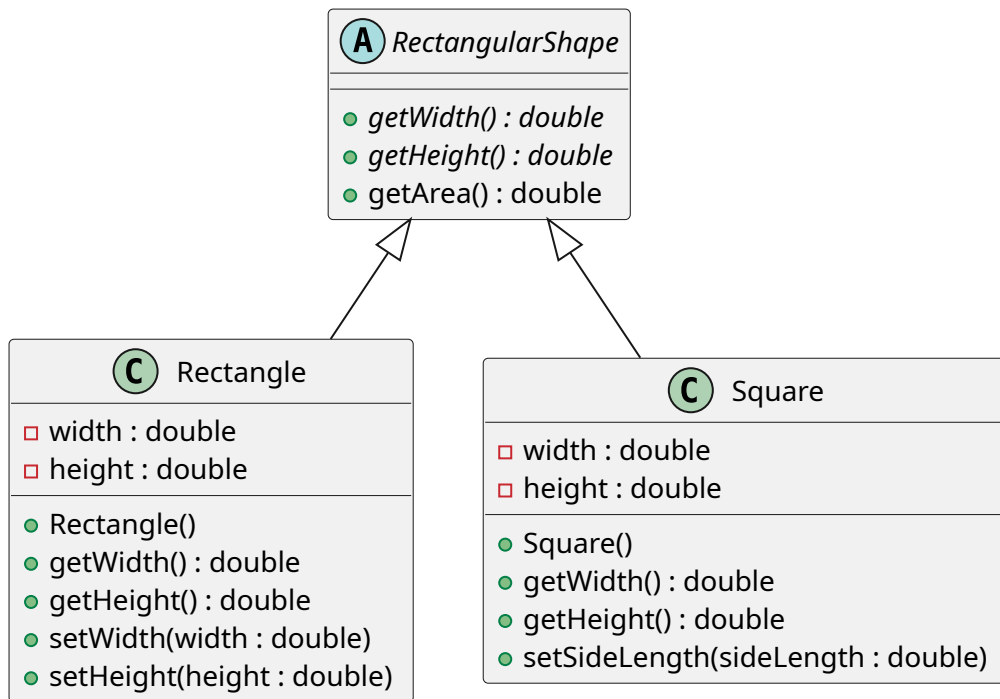 A RectangularShape
getWidth() : double
getHeight() : double
getArea() : double
C Rectangle
width : double
height : double
Rectangle()
getWidth() : double
getHeight() : double
setWidth(width : double)
setHeight(height : double)
C Square
width : double
height : double
Square()
getWidth() : double
getHeight() : double
setSideLength(sideLength : double)